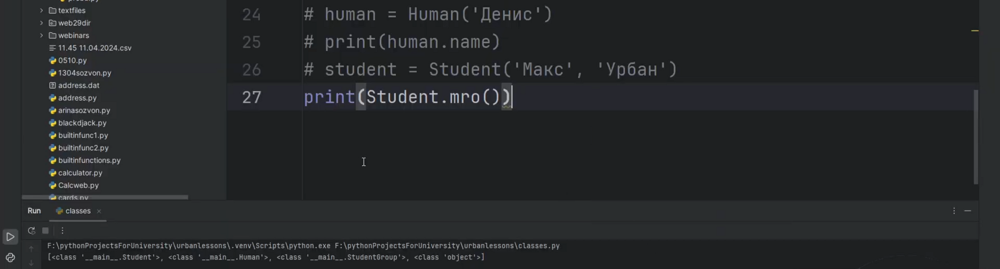 textfiles
web29dir
webinars
11.45 11.04.2024.csv
0510.py
1304sozvon.py
address.dat
address.py
arinasozvon.py
blackdjack.py
builtinfunc1.py
builtinfunc2.py
builtinfunctions.py
calculator.py
Calcweb.py
cards.py
24 # human = Human('Денис')
25 # print(human.name)
26 # student = Student('Макс', 'Урбан')
27 print(Student.mro())
Run classes
F:\pythonProjectsForUniversity\urbanlessons\.venv\Scripts\python.exe F:\pythonProjectsForUniversity\urbanlessons\classes.py
[<class '__main__.Student'>, <class '__main__.Human'>, <class '__main__.StudentGroup'>, <class 'object'>]